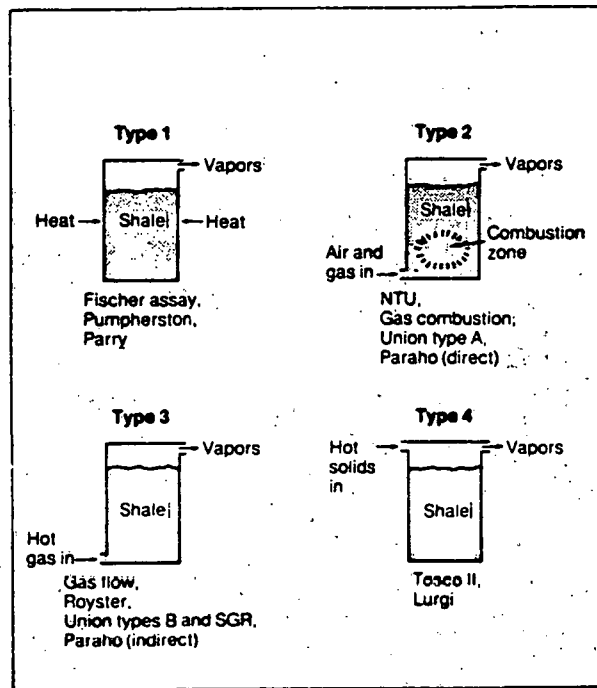 Type 1
Vapors
Heat
Shale
Heat
Fischer assay,
Pumpherston,
Parry
Type 2
Vapors
Shale
Combustion
zone
Air and
gas in
NTU,
Gas combustion;
Union type A,
Paraho (direct)
Type 3
Vapors
Shale
Hot
gas in
Gas flow,
Royster,
Union types B and SGR,
Paraho (indirect)
Type 4
Hot
solids
in
Vapors
Shale
Tosco II,
Lurgi